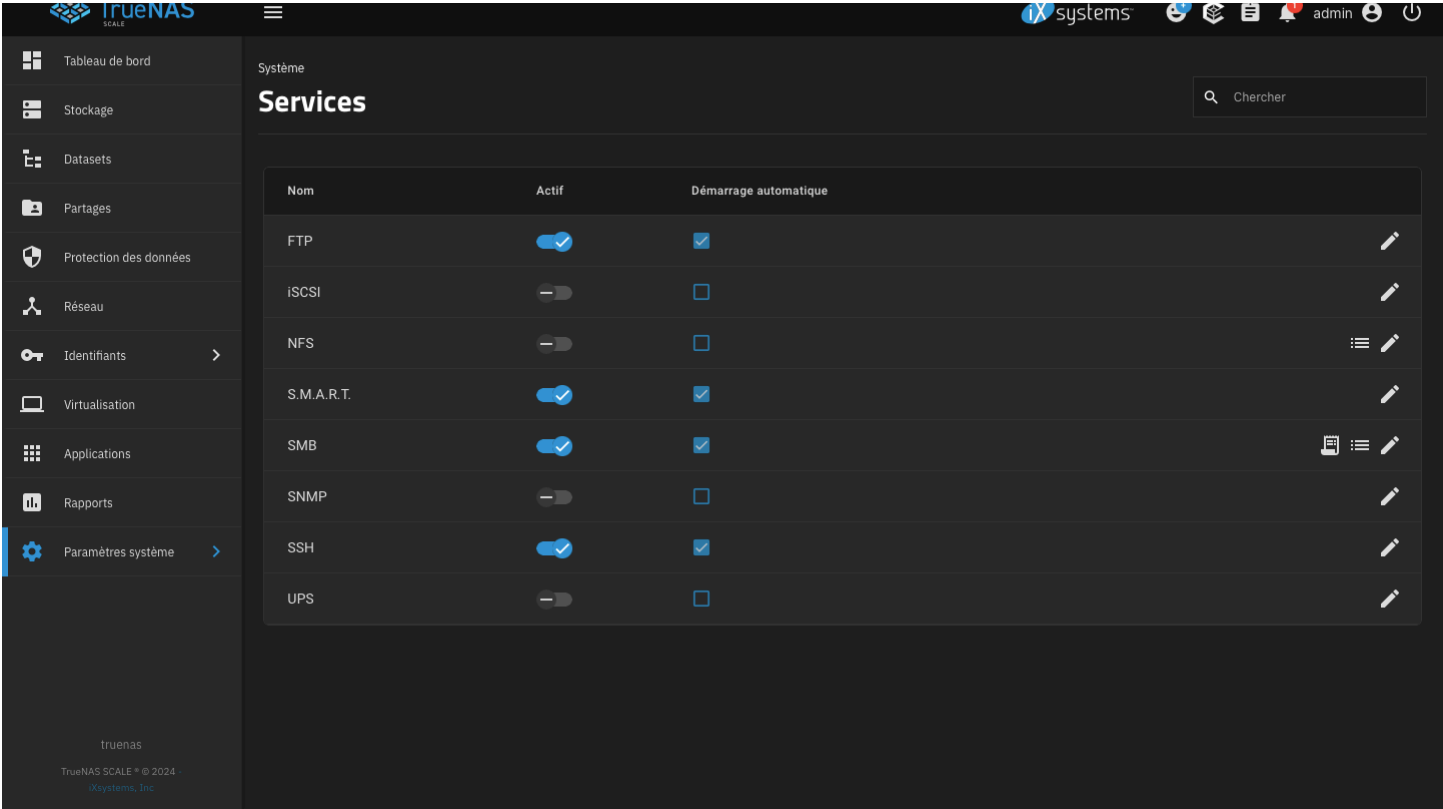 TrueNAS
SCALE
iXsystems
admin
Tableau de bord
Stockage
Datasets
Partages
Protection des données
Réseau
Identifiants
Virtualisation
Applications
Rapports
Paramètres système
truenas
TrueNAS SCALE ® © 2024 -
iXsystems, Inc
Système
Services
Chercher
Nom Actif Démarrage automatique
FTP
iSCSI
NFS
S.M.A.R.T.
SMB
SNMP
SSH
UPS